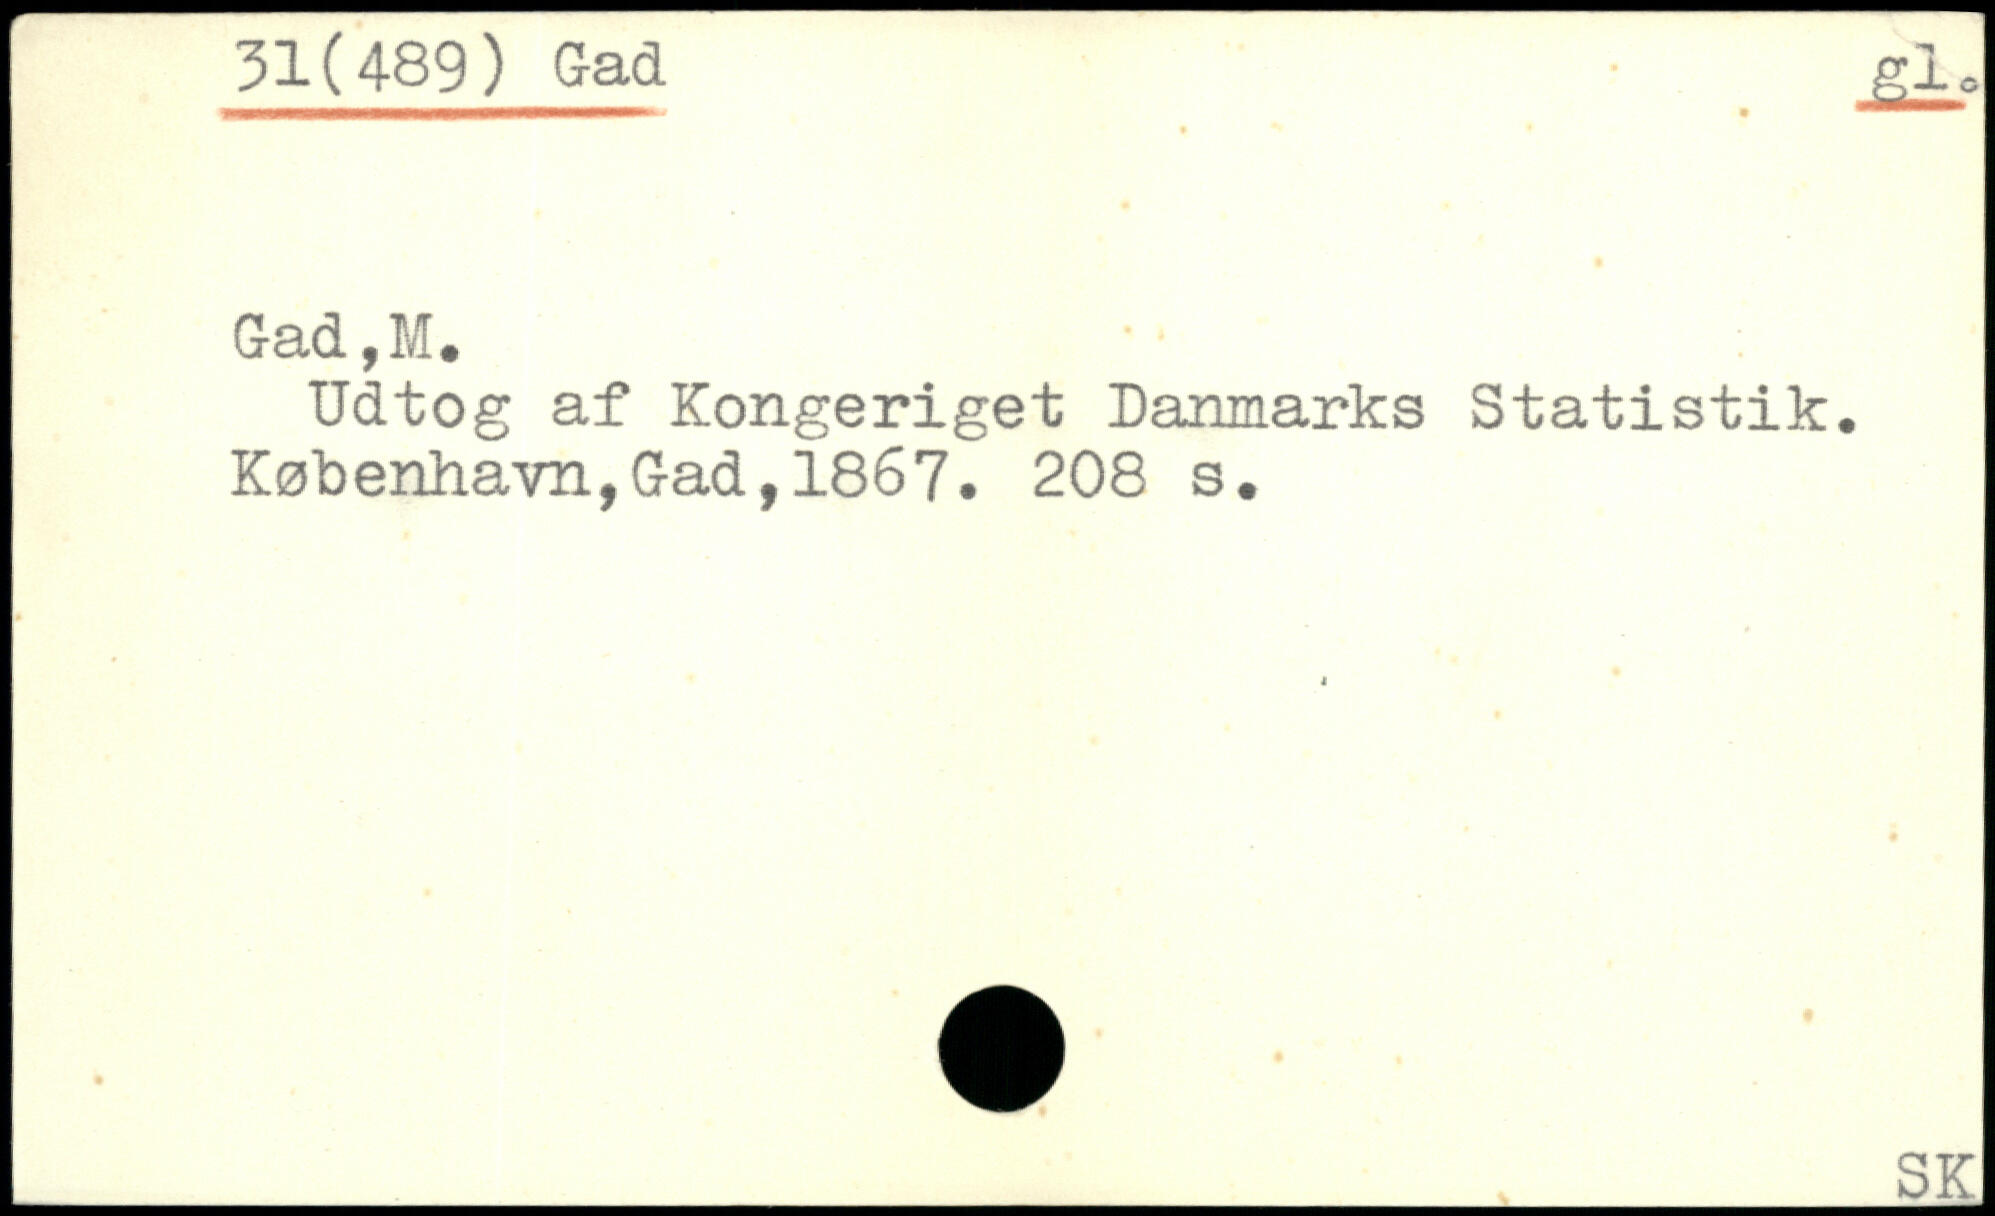 31(489) Gad gl.
Gad,M.
Udtog af Kongeriget Danmarks Statistik.
København,Gad,1867. 208 s.
SK